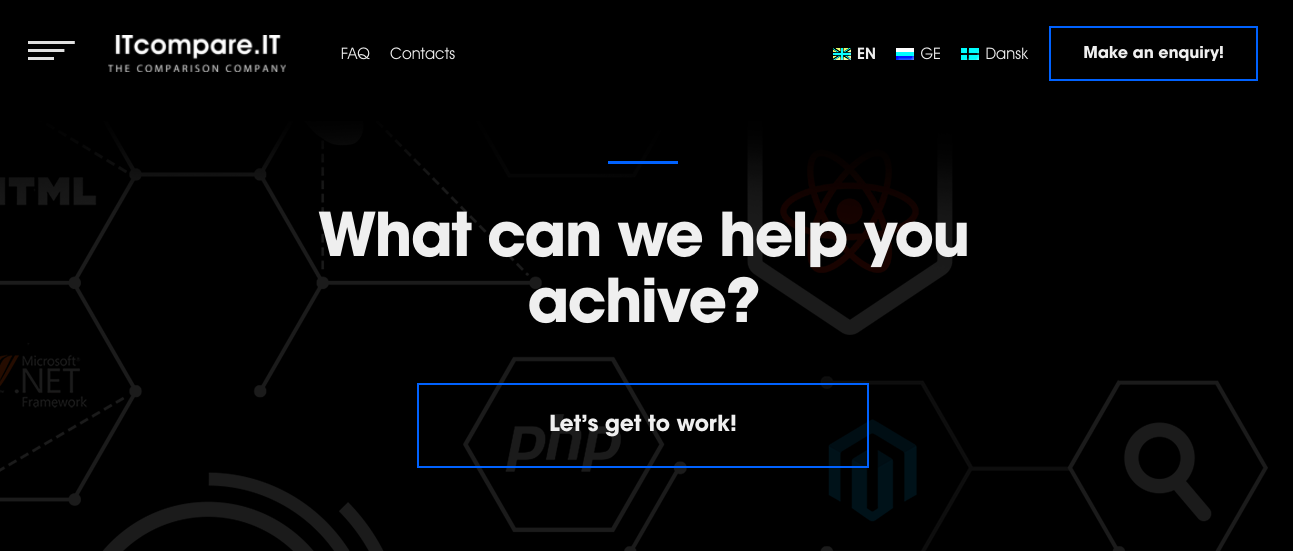 ITcompare.IT
THE COMPARISON COMPANY
FAQ Contacts
EN GE Dansk Make an enquiry!
HTML
What can we help you
achive?
Microsoft®
.NET
Framework
Let’s get to work!
php